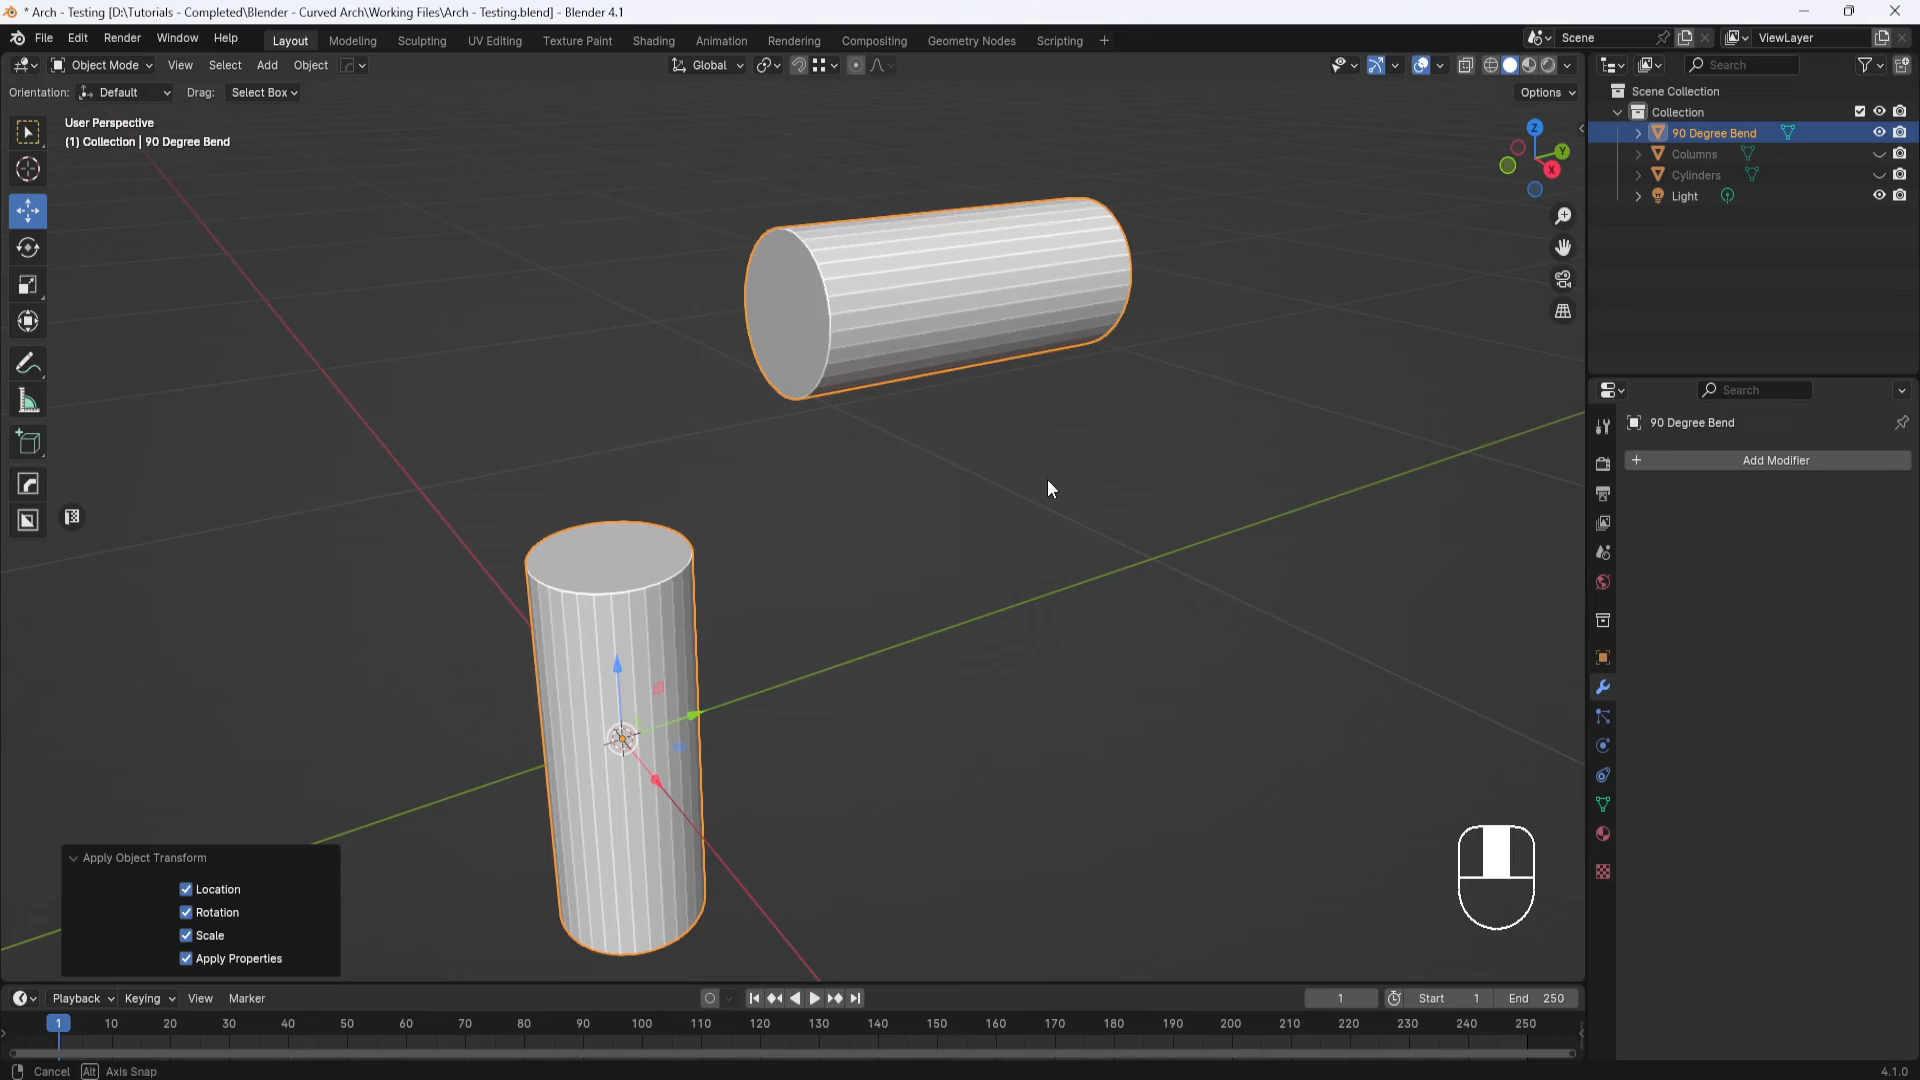 * Arch - Testing [D:\Tutorials - Completed\Blender - Curved Arch\Working Files\Arch - Testing.blend] - Blender 4.1
File Edit Render Window Help Layout Modeling Sculpting UV Editing Texture Paint Shading Animation Rendering Compositing Geometry Nodes Scripting + Scene ViewLayer
Object Mode View Select Add Object Global Search
Orientation: Default Drag: Select Box Options Scene Collection
User Perspective
(1) Collection | 90 Degree Bend
Z
Y
X
Collection
90 Degree Bend
Columns
Cylinders
Light
Search
90 Degree Bend
+ Add Modifier
Apply Object Transform
Location
Rotation
Scale
Apply Properties
Playback Keying View Marker 1 Start 1 End 250
1 10 20 30 40 50 60 70 80 90 100 110 120 130 140 150 160 170 180 190 200 210 220 230 240 250
Cancel Alt Axis Snap 4.1.0